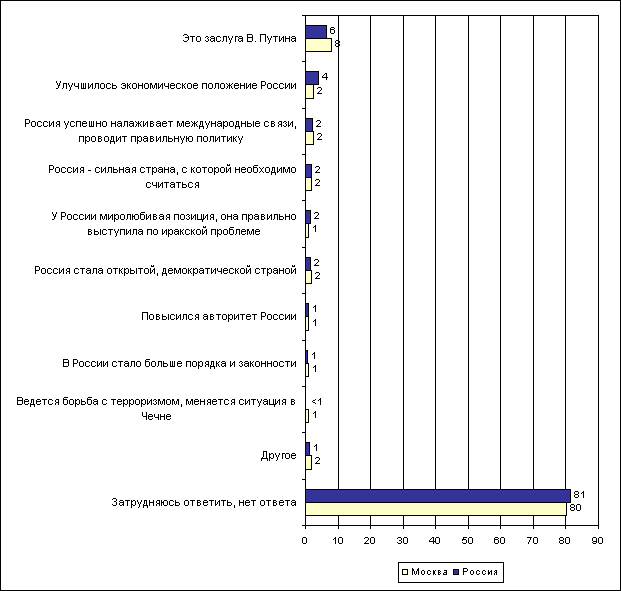 Это заслуга В. Путина
6
8
Улучшилось экономическое положение России
4
2
Россия успешно налаживает международные связи,
проводит правильную политику
2
2
Россия - сильная страна, с которой необходимо
считаться
2
2
У России миролюбивая позиция, она правильно
выступила по иракской проблеме
2
1
Россия стала открытой, демократической страной
2
2
Повысился авторитет России
1
1
В России стало больше порядка и законности
1
1
Ведется борьба с терроризмом, меняется ситуация в
Чечне
<1
1
Другое
1
2
Затрудняюсь ответить, нет ответа
81
80
0 10 20 30 40 50 60 70 80 90
Москва Россия